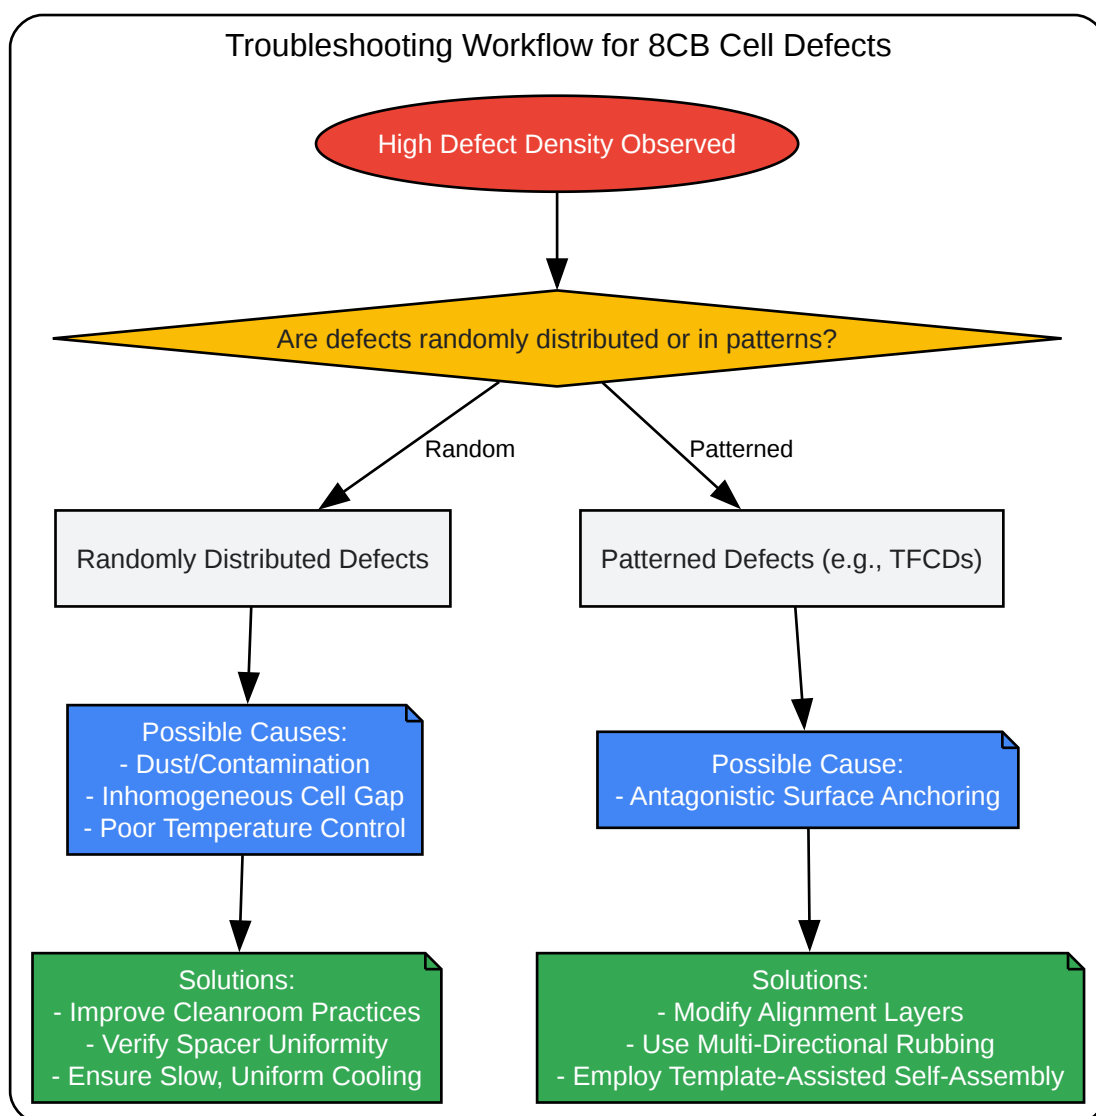 Troubleshooting Workflow for 8CB Cell Defects
High Defect Density Observed
Are defects randomly distributed or in patterns?
Random
Patterned
Randomly Distributed Defects
Patterned Defects (e.g., TFCDs)
Possible Causes:
- Dust/Contamination
- Inhomogeneous Cell Gap
- Poor Temperature Control
Possible Cause:
- Antagonistic Surface Anchoring
Solutions:
- Improve Cleanroom Practices
- Verify Spacer Uniformity
- Ensure Slow, Uniform Cooling
Solutions:
- Modify Alignment Layers
- Use Multi-Directional Rubbing
- Employ Template-Assisted Self-Assembly